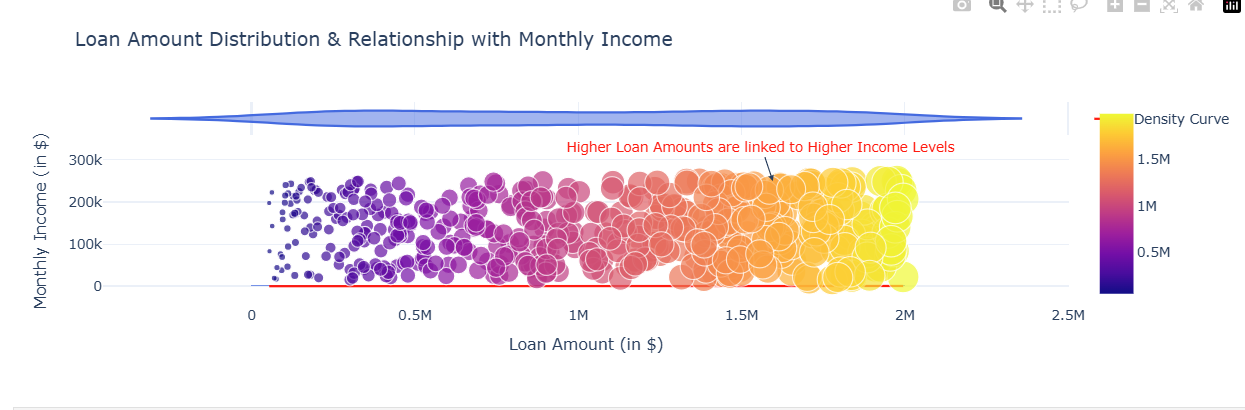 Loan Amount Distribution & Relationship with Monthly Income
Density Curve
Higher Loan Amounts are linked to Higher Income Levels
Monthly Income (in $)
300k
200k
100k
0
1.5M
1M
0.5M
0
0.5M
1M
1.5M
2M
2.5M
Loan Amount (in $)